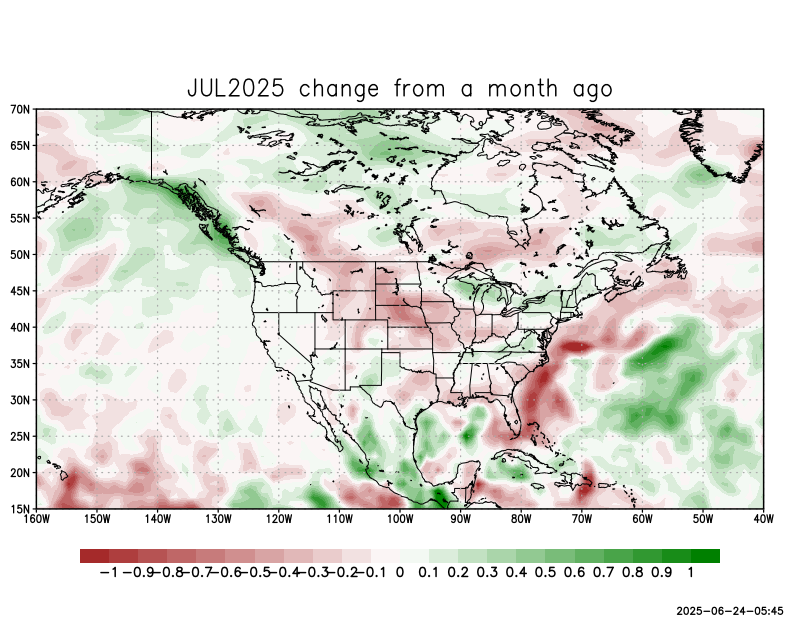 JUL2025 change from a month ago
70N
65N
60N
55N
50N
45N
40N
35N
30N
25N
20N
15N
160W 150W 140W 130W 120W 110W 100W 90W 80W 70W 60W 50W 40W
−1 −0.9 −0.8 −0.7 −0.6 −0.5 −0.4 −0.3 −0.2 −0.1 0 0.1 0.2 0.3 0.4 0.5 0.6 0.7 0.8 0.9 1
2025-06-24-05:45